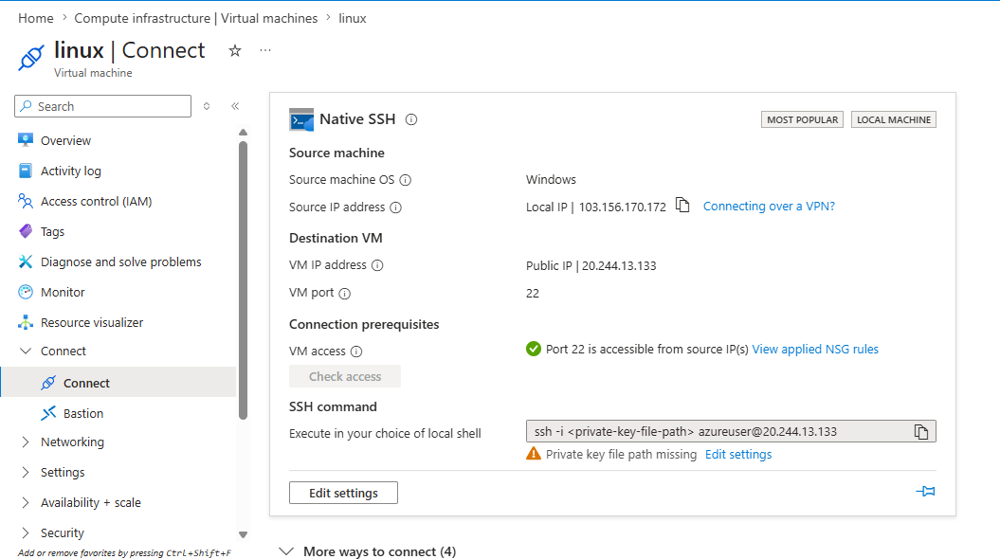 Home > Compute infrastructure | Virtual machines > linux
linux | Connect ☆ ...
Virtual machine
Search
Overview
Activity log
Access control (IAM)
Tags
Diagnose and solve problems
Monitor
Resource visualizer
Connect
Connect
Bastion
Networking
Settings
Availability + scale
Security
Add or remove favorites by pressing Ctrl+Shift+F
Native SSH MOST POPULAR LOCAL MACHINE
Source machine
Source machine OS Windows
Source IP address Local IP | 103.156.170.172 Connecting over a VPN?
Destination VM
VM IP address Public IP | 20.244.13.133
VM port 22
Connection prerequisites
VM access Port 22 is accessible from source IP(s) View applied NSG rules
Check access
SSH command
Execute in your choice of local shell ssh -i <private-key-file-path> azureuser@20.244.13.133
Private key file path missing Edit settings
Edit settings
More ways to connect (4)